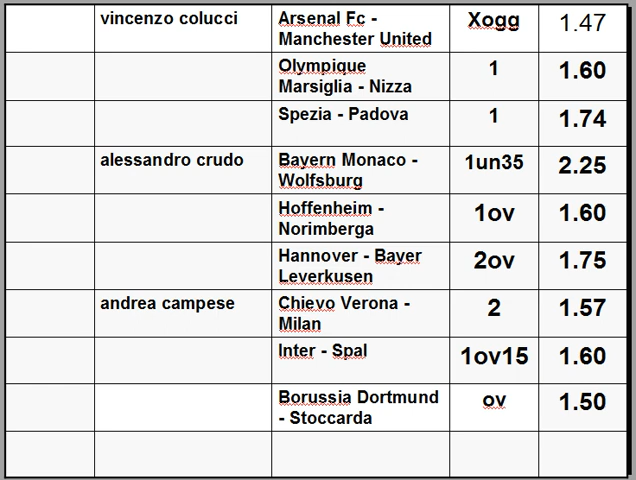 vincenzo colucci Arsenal Fc - Xogg 1.47
Manchester United
Olympique 1 1.60
Marsiglia - Nizza
Spezia - Padova 1 1.74
alessandro crudo Bayern Monaco - 1un35 2.25
Wolfsburg
Hoffenheim - 1ov 1.60
Norimberga
Hannover - Bayer 2ov 1.75
Leverkusen
andrea campese Chievo Verona - 2 1.57
Milan
Inter - Spal 1ov15 1.60
Borussia Dortmund ov 1.50
- Stoccarda